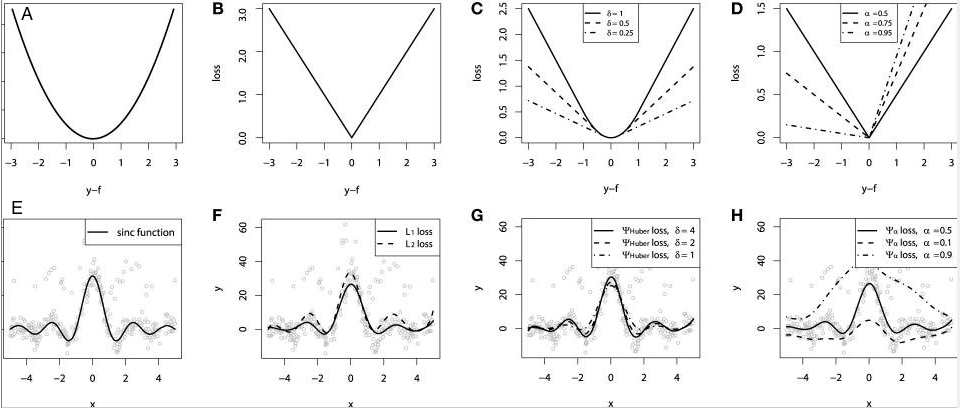 A
−3 −2 −1 0 1 2 3
y−f
B
loss
0.0 1.0 2.0 3.0
−3 −2 −1 0 1 2 3
y−f
C
loss
0.0 0.5 1.0 1.5 2.0 2.5
δ = 1
δ = 0.5
δ = 0.25
−3 −2 −1 0 1 2 3
y−f
D
loss
0.0 0.5 1.0 1.5
α =0.5
α =0.75
α =0.95
−3 −2 −1 0 1 2 3
y−f
E
sinc function
−4 −2 0 2 4
x
F
y
0 20 40 60
L1 loss
L2 loss
−4 −2 0 2 4
x
G
y
0 20 40 60
ΨHuber loss, δ = 4
ΨHuber loss, δ = 2
ΨHuber loss, δ = 1
−4 −2 0 2 4
x
H
y
0 20 40 60
Ψα loss, α =0.5
Ψα loss, α =0.1
Ψα loss, α =0.9
−4 −2 0 2 4
x